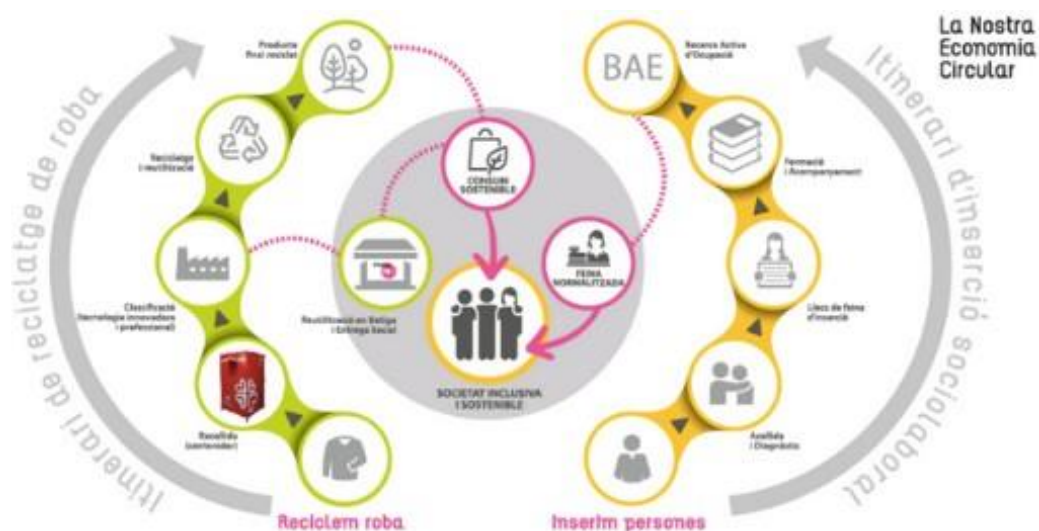 La Nostra
Economia
Circular
Itinerari de reciclatge de roba
Producte
final reciclat
Reciclatge
i reutilització
Classificació
(tecnologia innovadora
i professional)
Recollida
(contenidor)
Reciclem roba
CONSUM
SOSTENIBLE
Reutilització en Botiga
i Entrega Social
FEINA
NORMALITZADA
SOCIETAT INCLUSIVA
I SOSTENIBLE
BAE
Recerca Activa
d'Ocupació
Formació
i Acompanyament
Lloc de feina
d'inserció
Acollida
i Diagnòstic
Inserim persones
Itinerari d'inserció sociolaboral